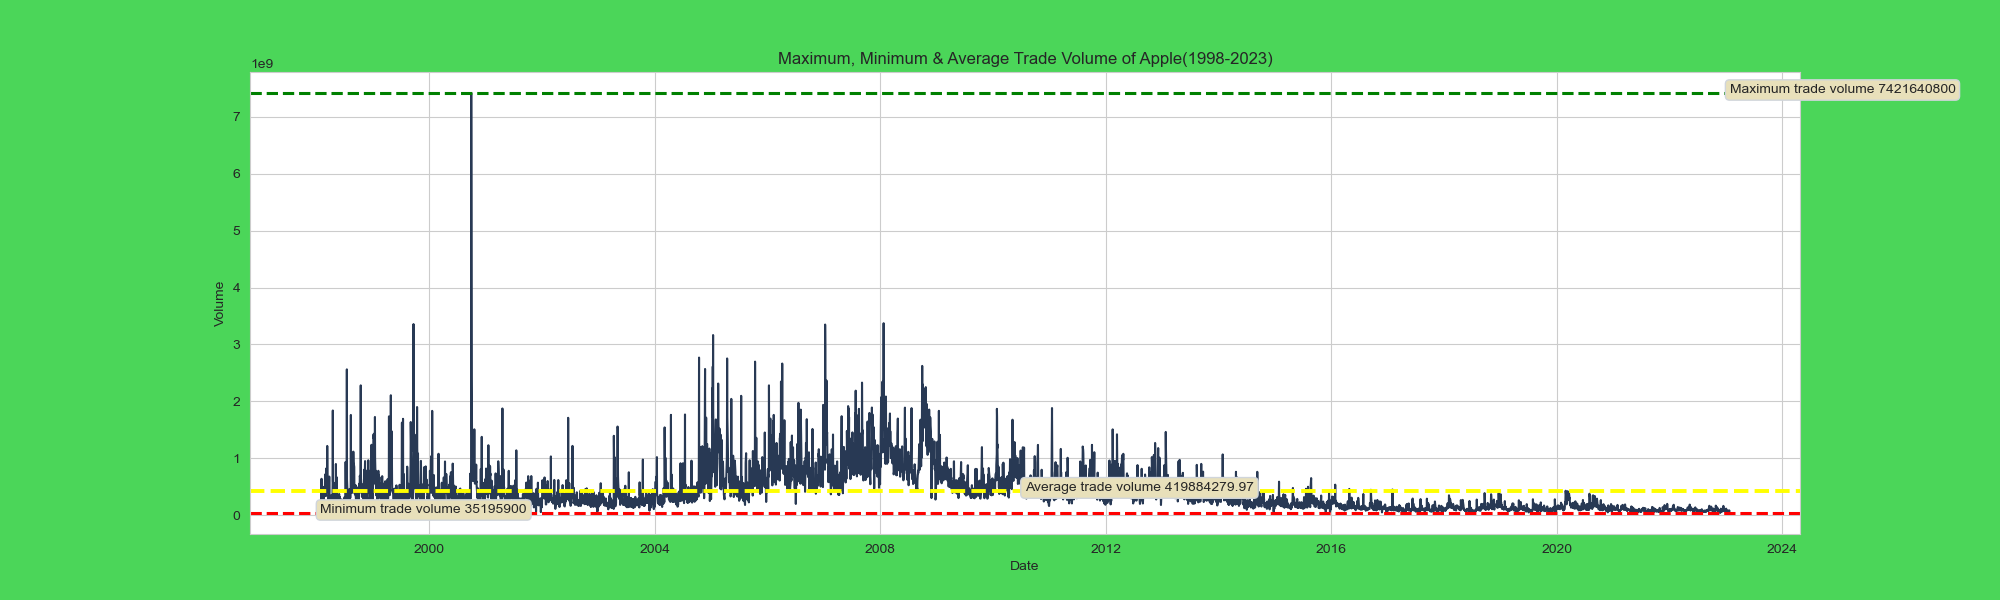 Maximum, Minimum & Average Trade Volume of Apple(1998-2023)
1e9
Maximum trade volume 7421640800
7
6
5
4
3
2
1
0
Volume
Average trade volume 419884279.97
Minimum trade volume 35195900
2000 2004 2008 2012 2016 2020 2024
Date